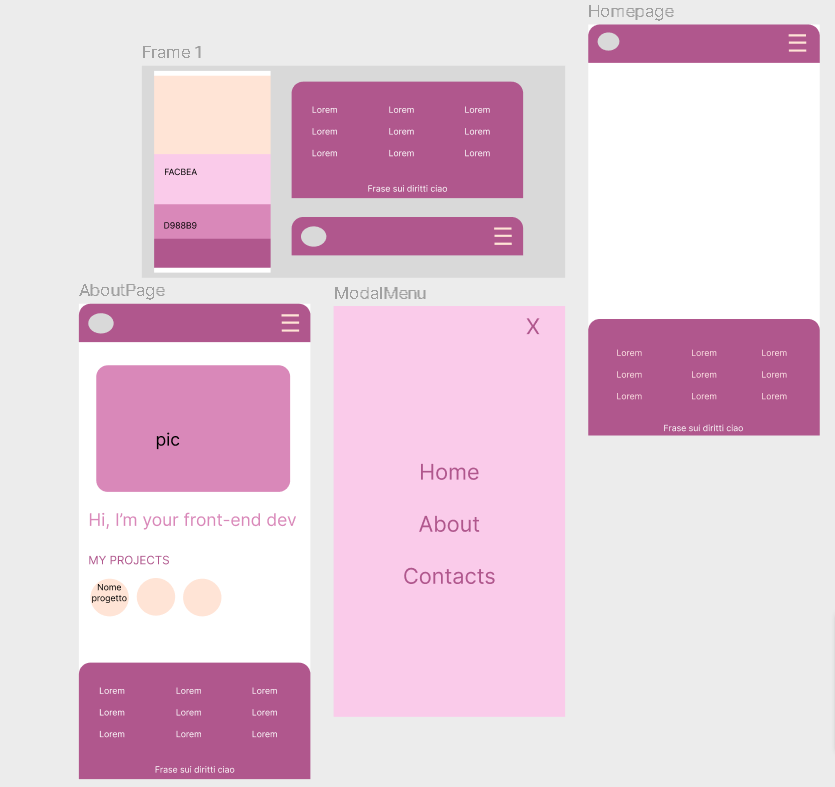 Homepage
Frame 1
FACBEA
D988B9
Lorem Lorem Lorem
Lorem Lorem Lorem
Lorem Lorem Lorem
Frase sui diritti ciao
AboutPage
pic
Hi, I'm your front-end dev
MY PROJECTS
Nome
progetto
Lorem Lorem Lorem
Lorem Lorem Lorem
Lorem Lorem Lorem
Frase sui diritti ciao
ModalMenu
X
Home
About
Contacts
Lorem Lorem Lorem
Lorem Lorem Lorem
Lorem Lorem Lorem
Frase sui diritti ciao